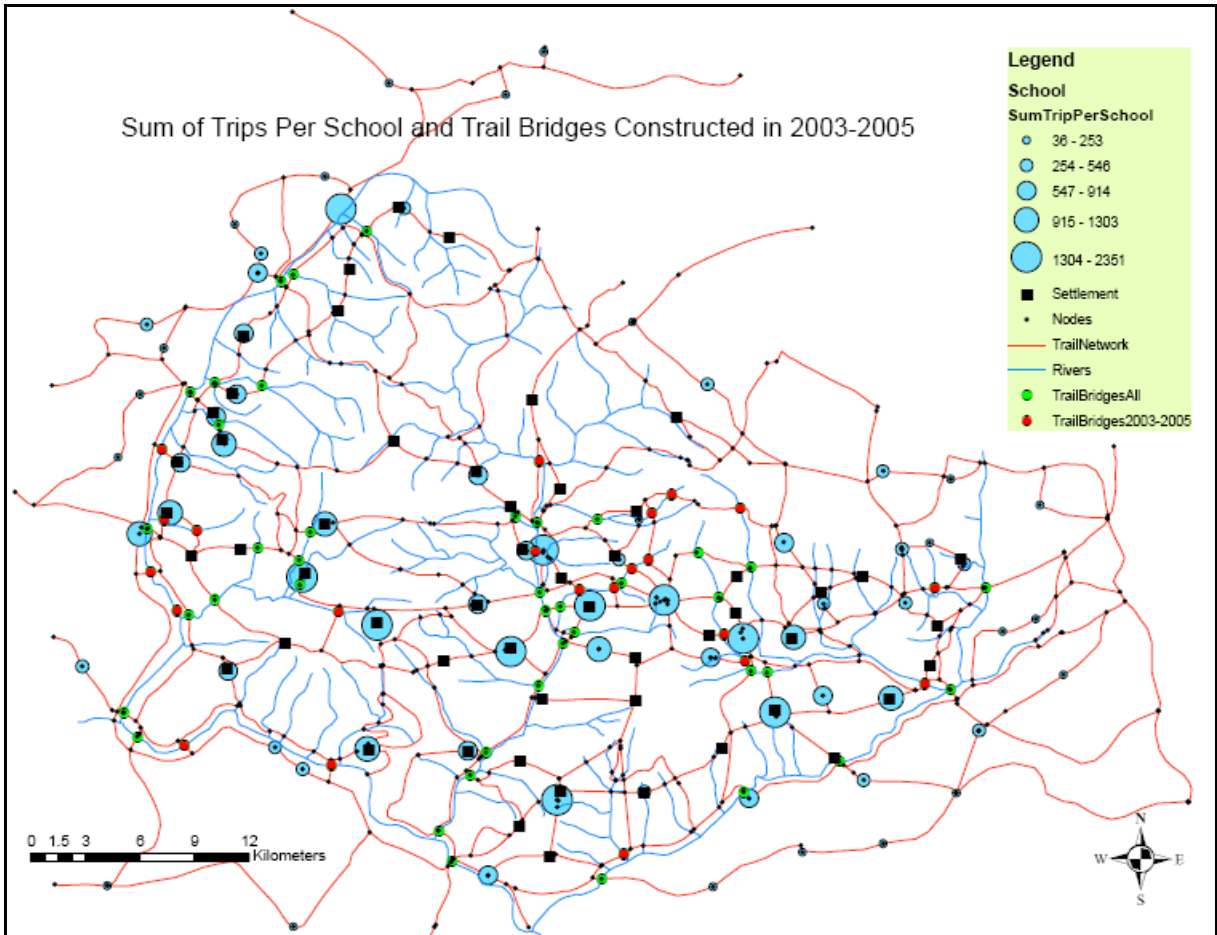 Sum of Trips Per School and Trail Bridges Constructed in 2003-2005
Legend
School
SumTripPerSchool
36 - 253
254 - 546
547 - 914
915 - 1303
1304 - 2351
Settlement
Nodes
TrailNetwork
Rivers
TrailBridgesAll
TrailBridges2003-2005
0 1.5 3 6 9 12
Kilometers
N
W E
S